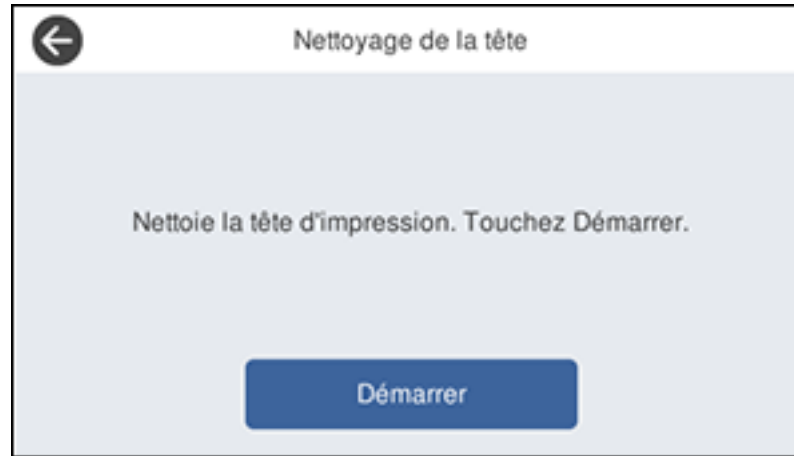 Nettoyage de la tête
Nettoie la tête d'impression. Touchez Démarrer.
Démarrer